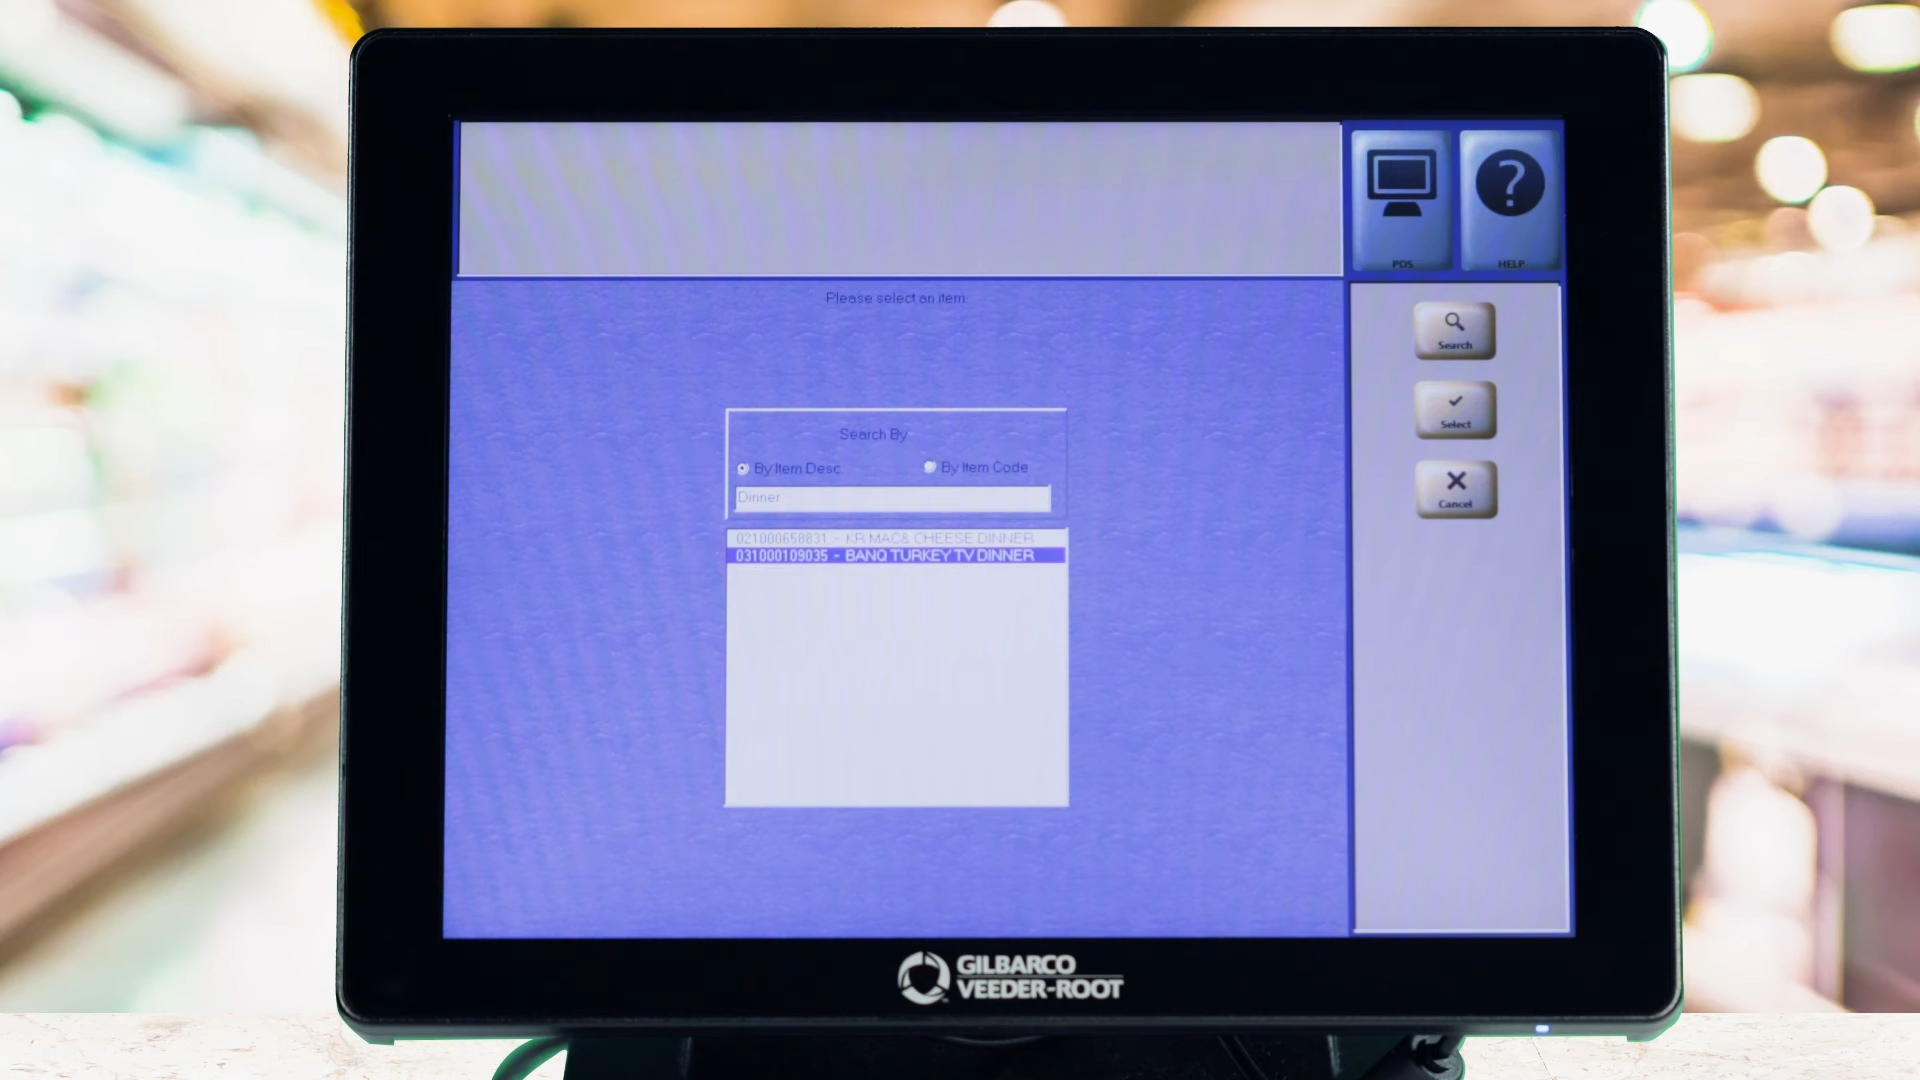 POS
HELP
Please select an item:
Search
Select
Cancel
Search By
By Item Desc
By Item Code
Dinner
021000658831 - KR MAC& CHEESE DINNER
031000109035 - BANQ TURKEY TV DINNER
GILBARCO
VEEDER-ROOT